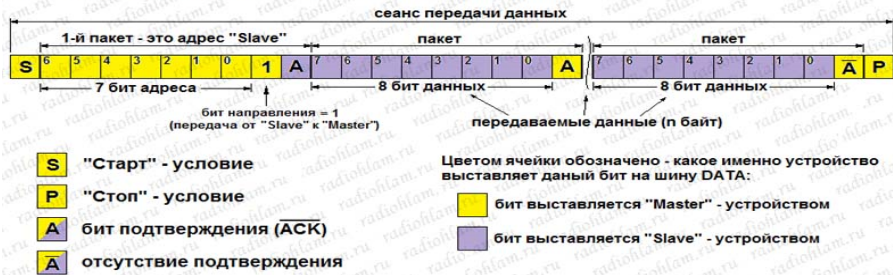 сеанс передачи данных
1-й пакет - это адрес "Slave"
пакет
пакет
S 6 5 4 3 2 1 0 1 A 7 6 5 4 3 2 1 0 A 7 6 5 4 3 2 1 0 A̅ P
7 бит адреса
8 бит данных
8 бит данных
бит направления = 1
(передача от "Slave" к "Master")
передаваемые данные (n байт)
S "Старт" - условие
P "Стоп" - условие
A бит подтверждения (A̅C̅K̅)
A̅ отсутствие подтверждения
Цветом ячейки обозначено - какое именно устройство
выставляет даный бит на шину DATA:
бит выставляется "Master" - устройством
бит выставляется "Slave" - устройством
radiohlam.ru